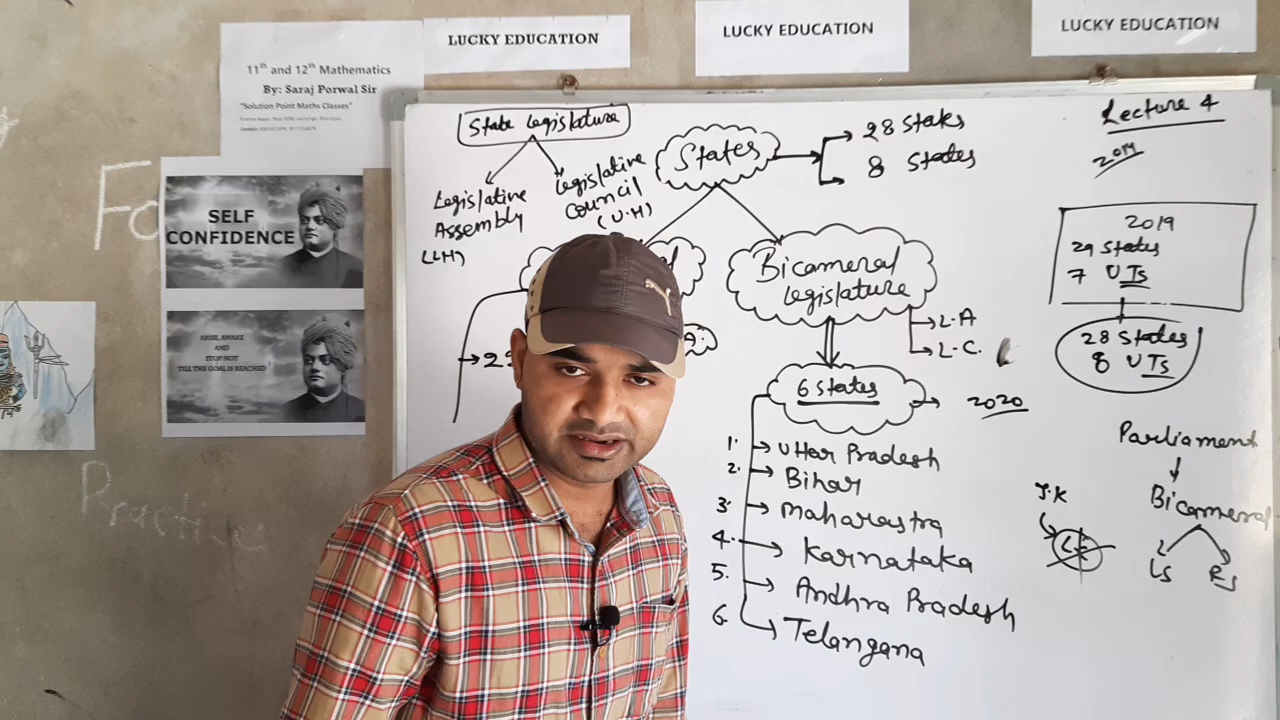 LUCKY EDUCATION
LUCKY EDUCATION
LUCKY EDUCATION
11th and 12th Mathematics
By: Saraj Porwal Sir
"Solution Point Maths Classes"
SELF
CONFIDENCE
ARISE, AWAKE
AND
STOP NOT
TILL THE GOAL IS REACHED
Practice
State Legislature
Legislative
Assembly
(LH)
Legislative
Council
(U.H)
States
28 States
8 States
Lecture 4
2019
2019
29 States
7 UTs
28 States
8 UTs
Bicameral
legislature
L.A
L.C.
6 States
2020
1. Uttar Pradesh
2. Bihar
3. Maharastra
4. Karnataka
5. Andhra Pradesh
6 Telangana
Parliament
Bicameral
LS
RS
J.K